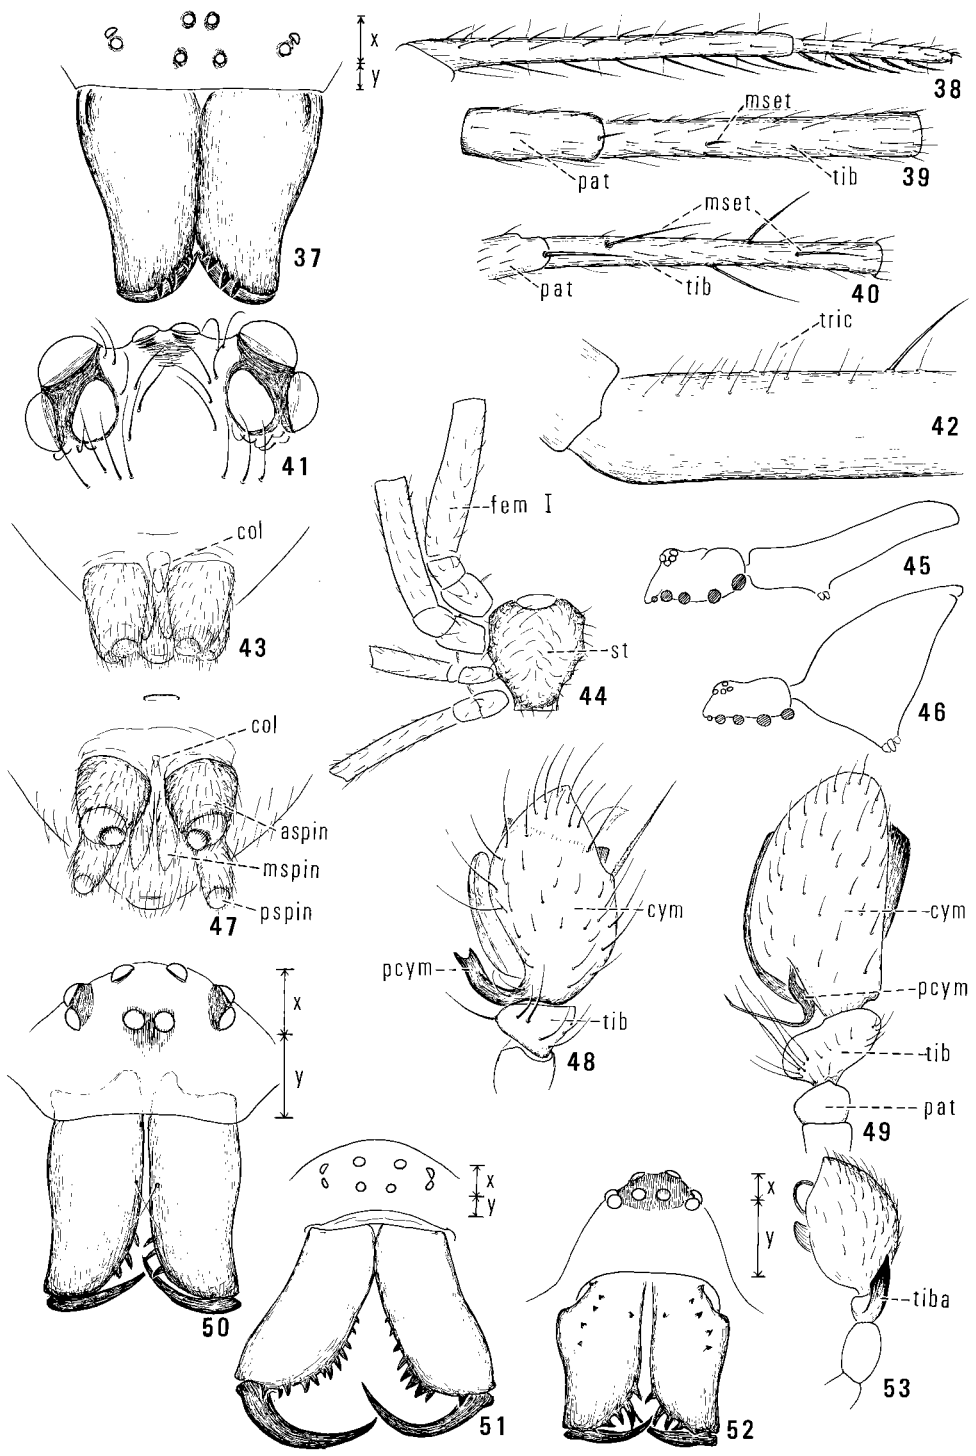 x
y
37
38
mset
pat
tib
39
mset
pat
tib
40
tric
42
41
col
43
fem I
st
44
45
46
col
aspin
mspin
pspin
47
cym
pcym
tib
48
cym
pcym
tib
pat
49
x
y
50
x
y
51
x
y
52
tiba
53